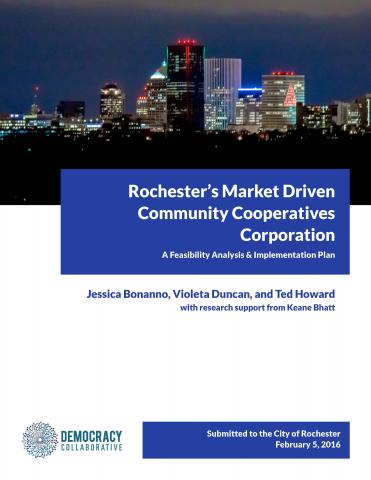 Rochester's Market Driven
Community Cooperatives
Corporation
A Feasibility Analysis & Implementation Plan
Jessica Bonanno, Violeta Duncan, and Ted Howard
with research support from Keane Bhatt
DEMOCRACY
COLLABORATIVE
Submitted to the City of Rochester
February 5, 2016